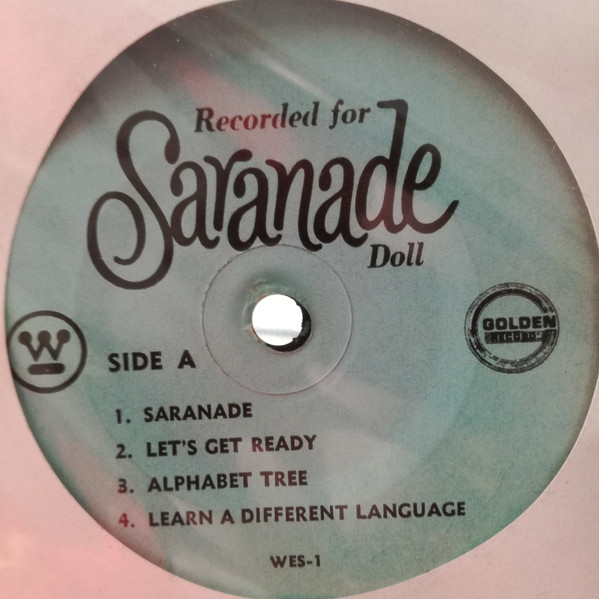 Recorded for
Saranade
Doll
W
GOLDEN
RECORDS
SIDE A
1. SARANADE
2. LET'S GET READY
3. ALPHABET TREE
4. LEARN A DIFFERENT LANGUAGE
WES-1